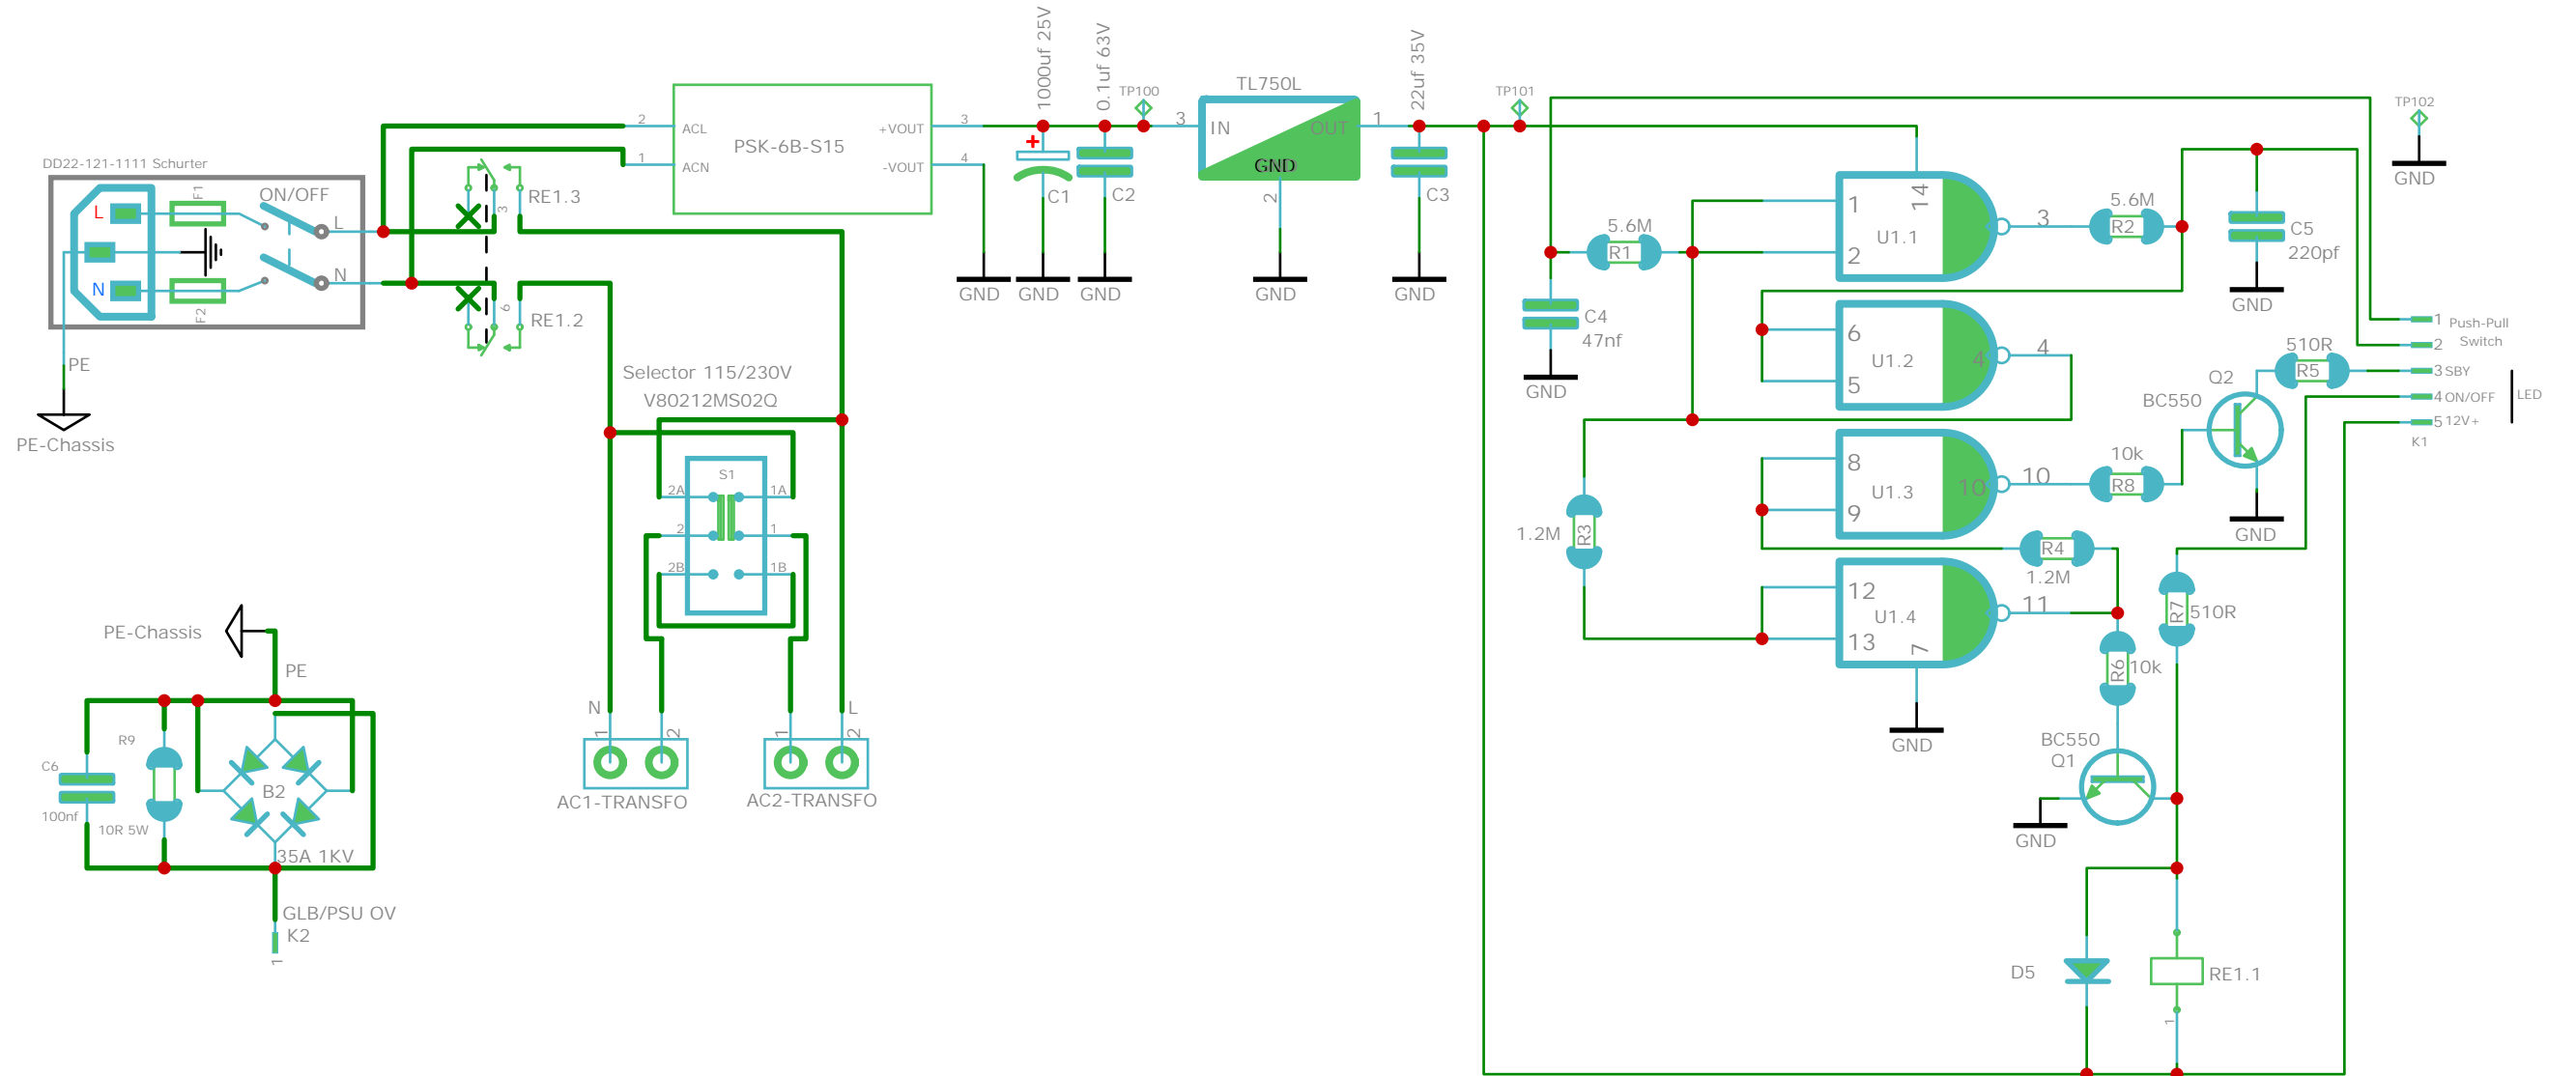 DD22-121-1111 Schurter
L
N
F1
F2
ON/OFF
L
N
PE
PE-Chassis
RE1.3
3
6
RE1.2
2
1
ACL
ACN
PSK-6B-S15
+VOUT
-VOUT
3
4
GND
1000uf 25V
C1
GND
0.1uf 63V
C2
GND
TP100
TL750L
3
IN
OUT
1
GND
2
GND
22uf 35V
C3
GND
TP101
Selector 115/230V
V80212MS02Q
S1
2A
1A
2
1
2B
1B
N
L
1
2
1
2
AC1-TRANSFO
AC2-TRANSFO
PE-Chassis
PE
R9
C6
100nf
10R 5W
B2
35A 1KV
GLB/PSU OV
K2
1
5.6M
R1
C4
47nf
GND
1
2
14
U1.1
3
5.6M
R2
C5
220pf
GND
TP102
GND
6
5
U1.2
4
4
8
9
U1.3
10
10
10k
R8
1.2M
R3
R4
1.2M
12
13
U1.4
11
7
GND
Q2
BC550
GND
510R
R5
1
Push-Pull
2
Switch
3 SBY
4 ON/OFF
5 12V+
K1
LED
R7
510R
R6
10k
BC550
Q1
GND
D5
RE1.1
1